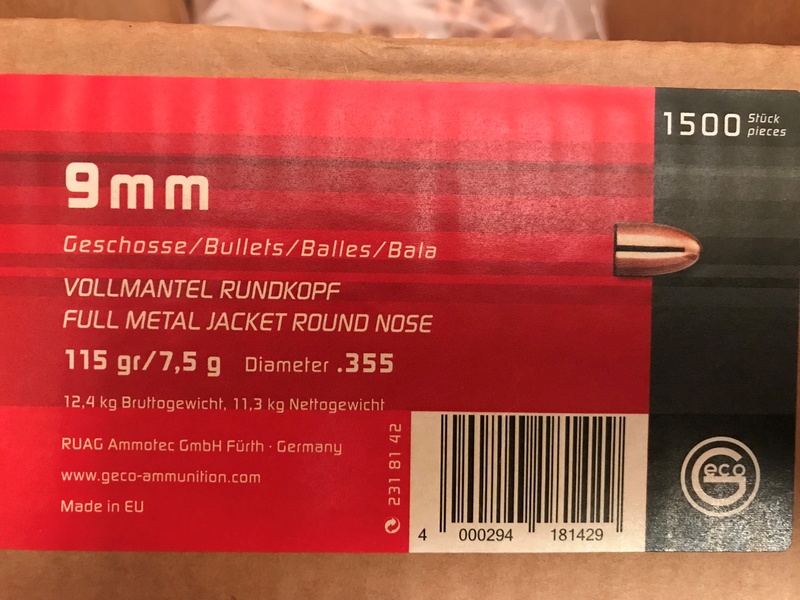 1500 Stück pieces
9mm
Geschosse/Bullets/Balles/Bala
VOLLMANTEL RUNDKOPF
FULL METAL JACKET ROUND NOSE
115 gr/7,5 g Diameter .355
12,4 kg Bruttogewicht, 11,3 kg Nettogewicht
RUAG Ammotec GmbH Fürth · Germany
www.geco-ammunition.com
Made in EU
231 81 42
4 000294 181429
Geco